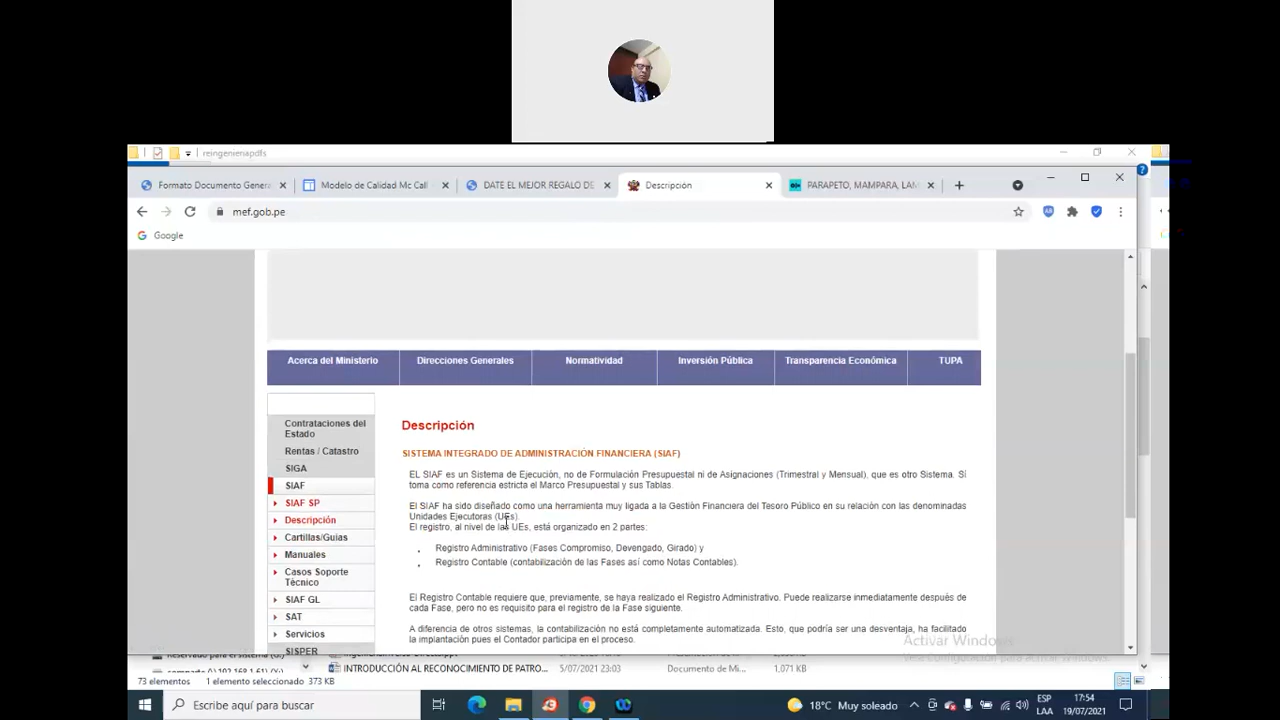 reingenieriapdfs
Formato Documento Genera
Modelo de Calidad Mc Call
DATE EL MEJOR REGALO DE
Descripción
PARAPETO, MAMPARA, LAM
mef.gob.pe
Google
Acerca del Ministerio
Direcciones Generales
Normatividad
Inversión Pública
Transparencia Económica
TUPA
Contrataciones del
Estado
Rentas / Catastro
SIGA
SIAF
SIAF SP
Descripción
Cartillas/Guías
Manuales
Casos Soporte
Técnico
SIAF GL
SAT
Servicios
SISPER
Descripción
SISTEMA INTEGRADO DE ADMINISTRACIÓN FINANCIERA (SIAF)
EL SIAF es un Sistema de Ejecución, no de Formulación Presupuestal ni de Asignaciones (Trimestral y Mensual), que es otro Sistema. Sí
toma como referencia estricta el Marco Presupuestal y sus Tablas.
El SIAF ha sido diseñado como una herramienta muy ligada a la Gestión Financiera del Tesoro Público en su relación con las denominadas
Unidades Ejecutoras (UEs).
El registro, al nivel de las UEs, está organizado en 2 partes:
Registro Administrativo (Fases Compromiso, Devengado, Girado) y
Registro Contable (contabilización de las Fases así como Notas Contables).
El Registro Contable requiere que, previamente, se haya realizado el Registro Administrativo. Puede realizarse inmediatamente después de
cada Fase, pero no es requisito para el registro de la Fase siguiente.
A diferencia de otros sistemas, la contabilización no está completamente automatizada. Esto, que podría ser una desventaja, ha facilitado
la implantación pues el Contador participa en el proceso.
Activar Windows
INTRODUCCIÓN AL RECONOCIMIENTO DE PATRO...
5/07/2021 23:03
Documento de Mi...
1,071 KB
73 elementos
1 elemento seleccionado 373 KB
Escribe aquí para buscar
18°C Muy soleado
ESP
LAA
17:54
19/07/2021